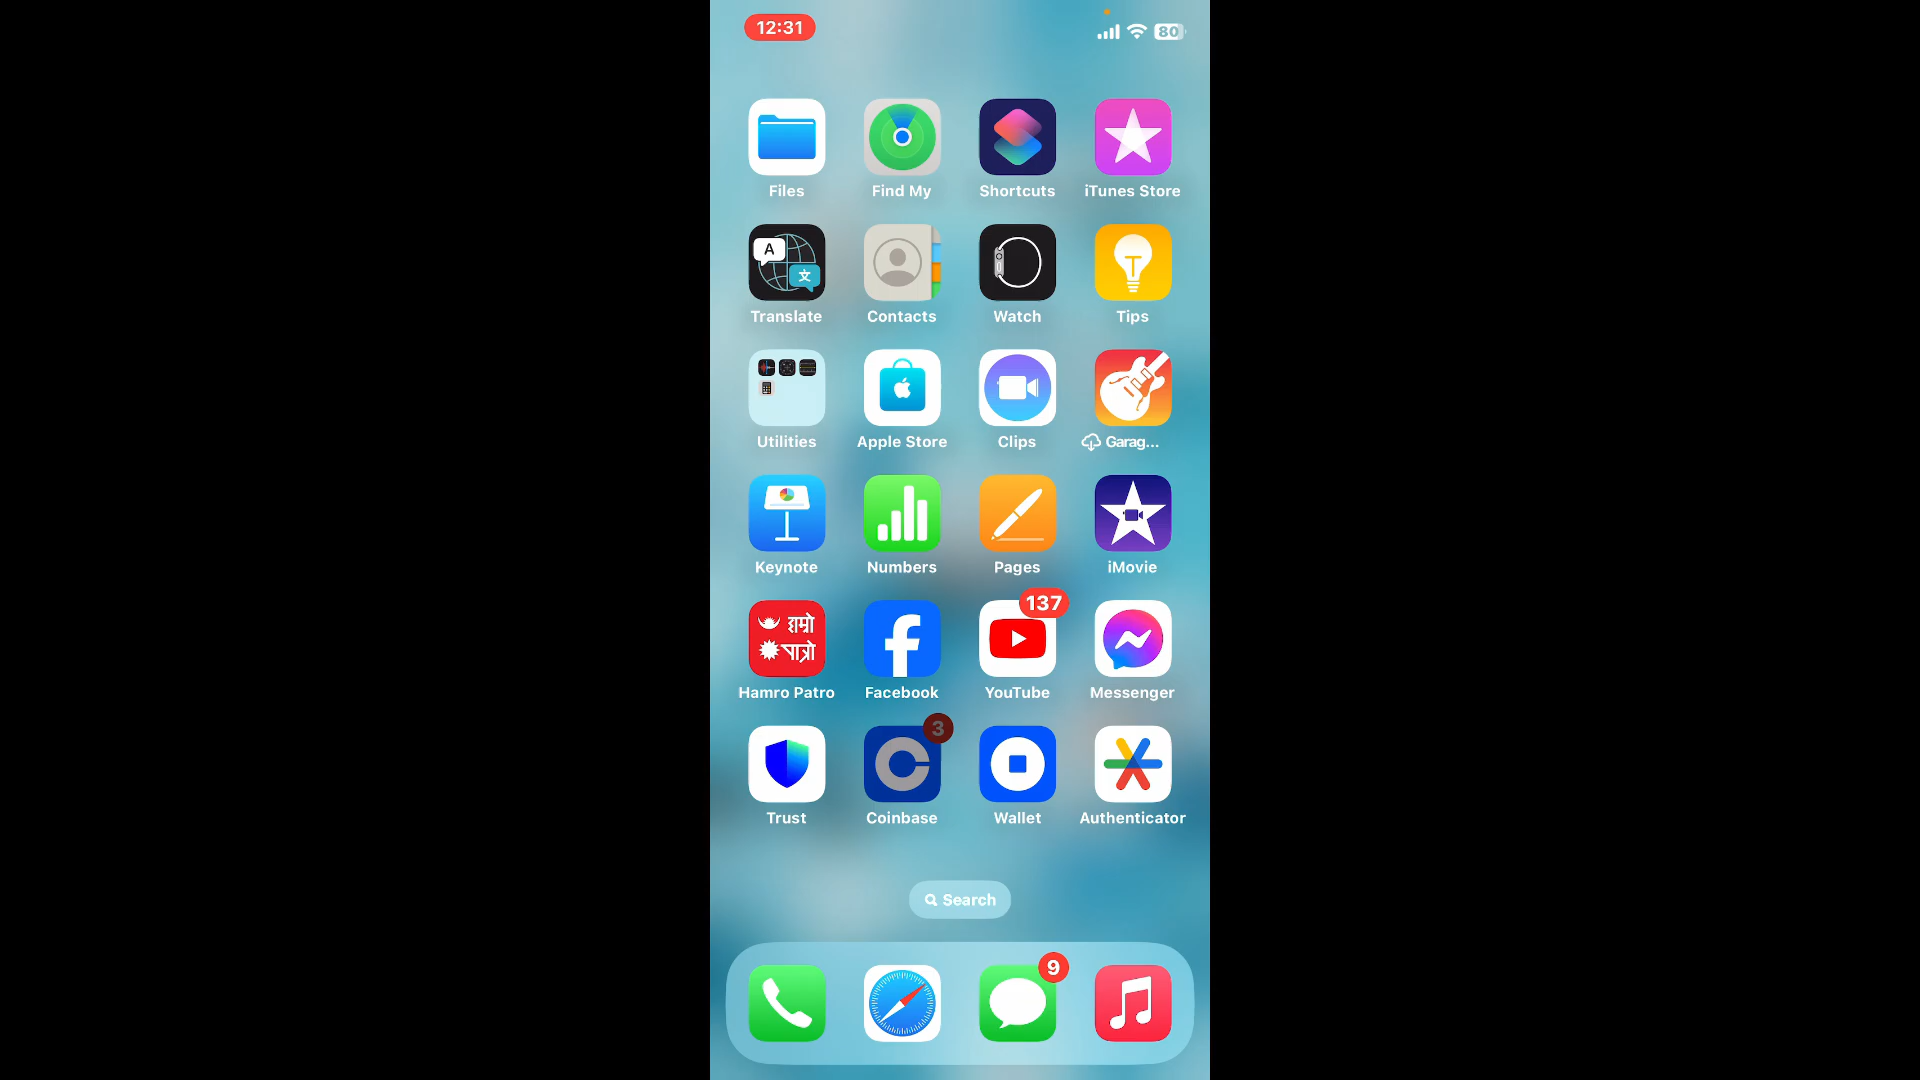 12:31
80
Files
Find My
Shortcuts
iTunes Store
A
文
Translate
Contacts
Watch
Tips
Utilities
Apple Store
Clips
Garag...
Keynote
Numbers
Pages
iMovie
हाम्रो
पात्रो
137
Hamro Patro
Facebook
YouTube
Messenger
3
Trust
Coinbase
Wallet
Authenticator
Search
9